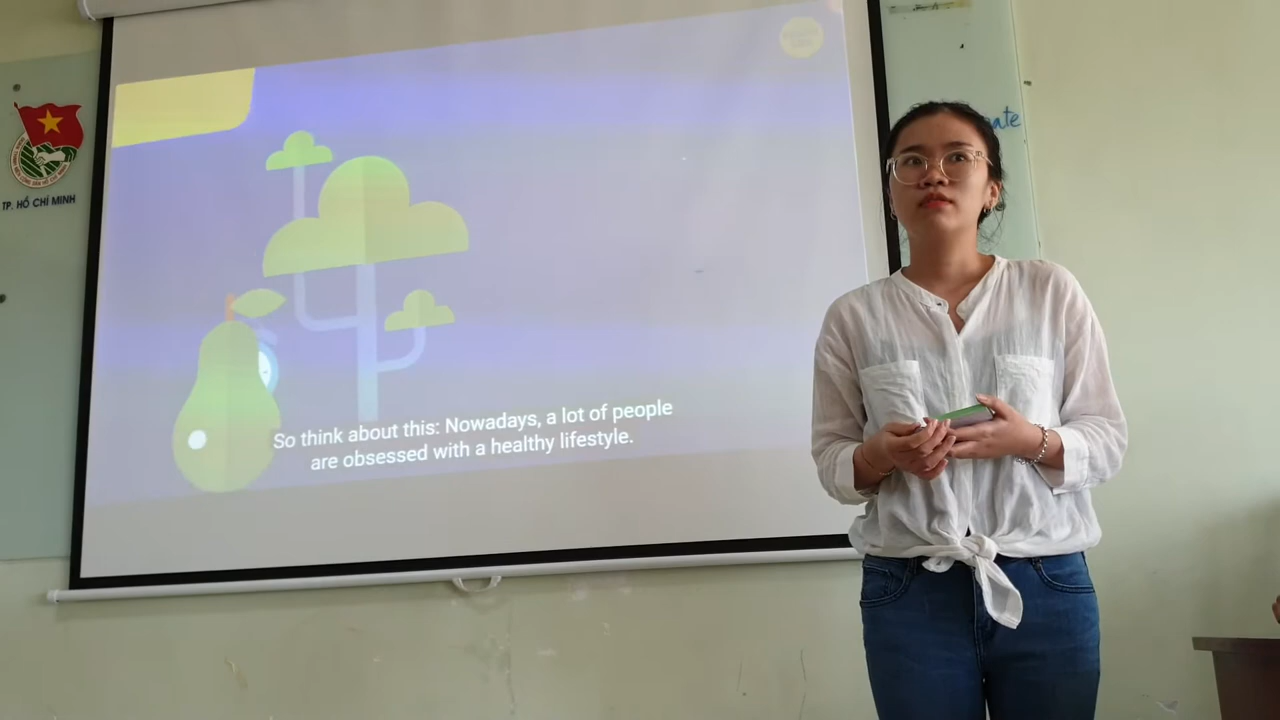 TP. HỒ CHÍ MINH
So think about this: Nowadays, a lot of people
are obsessed with a healthy lifestyle.